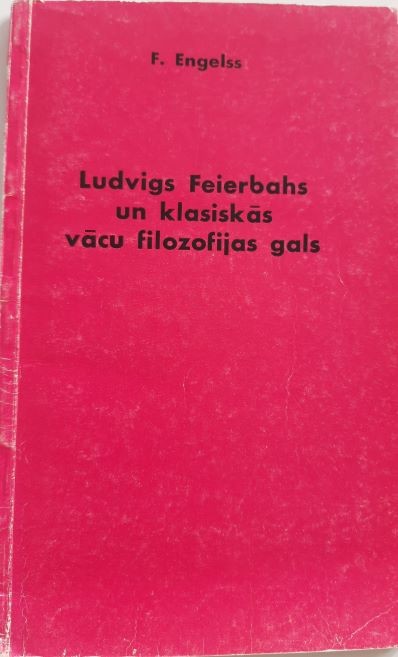 F. Engelss
Ludvigs Feierbahs
un klasiskās
vācu filozofijas gals